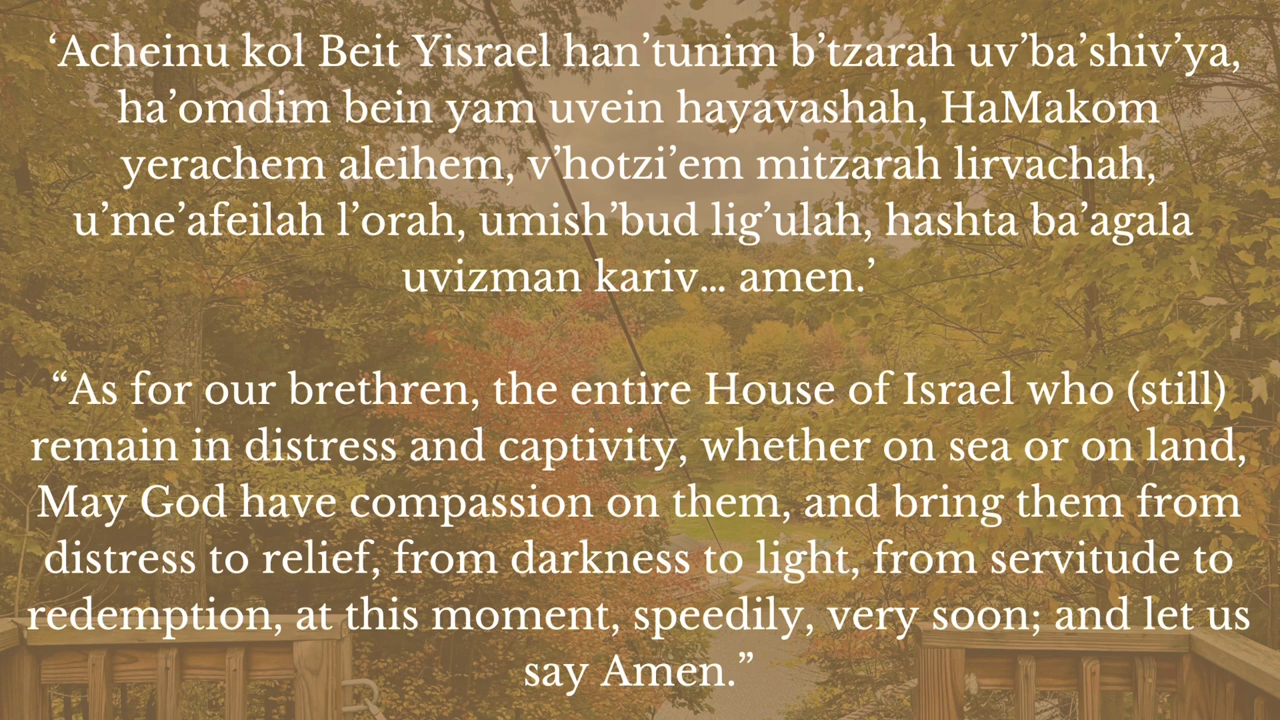 ‘Acheinu kol Beit Yisrael han’tunim b’tzarah uv’ba’shiv’ya,
ha’omdim bein yam uvein hayavashah, HaMakom
yerachem aleihem, v’hotzi’em mitzarah lirvachah,
u’me’afeilah l’orah, umish’bud lig’ulah, hashta ba’agala
uvizman kariv… amen.’
“As for our brethren, the entire House of Israel who (still)
remain in distress and captivity, whether on sea or on land,
May God have compassion on them, and bring them from
distress to relief, from darkness to light, from servitude to
redemption, at this moment, speedily, very soon; and let us
say Amen.”